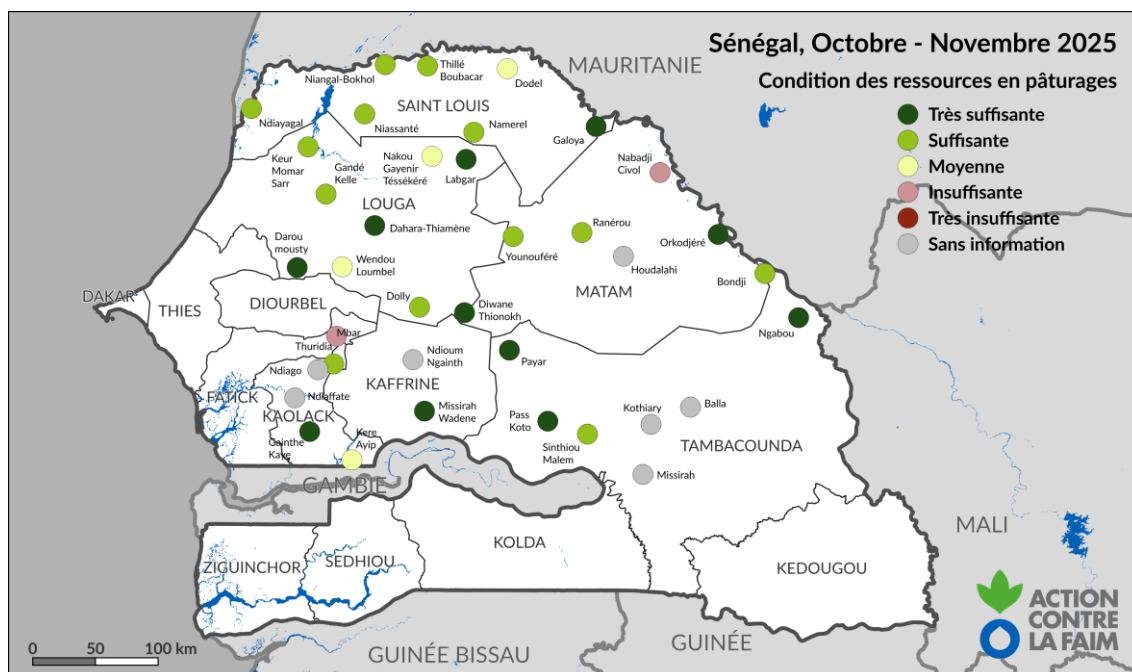 Sénégal, Octobre - Novembre 2025
Condition des ressources en pâturages
Très suffisante
Suffisante
Moyenne
Insuffisante
Très insuffisante
Sans information
MAURITANIE
Niangal-Bokhol
Thillé
Boubacar
Dodel
SAINT LOUIS
Ndiayagal
Niassanté
Namerel
Galoya
Keur
Momar
Sarr
Gandé
Kelle
Nakou
Gayenir
Téssékéré
Labgar
Nabadji
Civol
LOUGA
Dahara-Thiamène
Ranérou
Younouféré
Orkodjéré
Houdalahi
Darou
mousty
Wendou
Loumbel
Bondji
MATAM
DAKAR
THIES
DIOURBEL
Dolly
Diwane
Thionokh
Ngabou
Mbar
Thuridia
Ndiago
Ndioum
Ngainth
Payar
KAFFRINE
FATICK
Ndiaffate
KAOLACK
Missirah
Wadene
Pass
Koto
Kothiary
Balla
TAMBACOUNDA
Gainthe
Kaye
Kere
Ayip
Sinthiou
Malem
Missirah
GAMBIE
MALI
ZIGUINCHOR
SEDHIOU
KOLDA
KEDOUGOU
GUINÉE BISSAU
GUINÉE
0 50 100 km
ACTION
CONTRE
LA FAIM